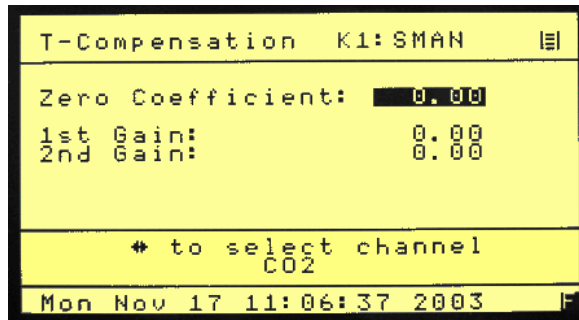 T-Compensation K1:SMAN
Zero Coefficient: 0.00
1st Gain: 0.00
2nd Gain: 0.00
to select channel
CO2
Mon Nov 17 11:06:37 2003